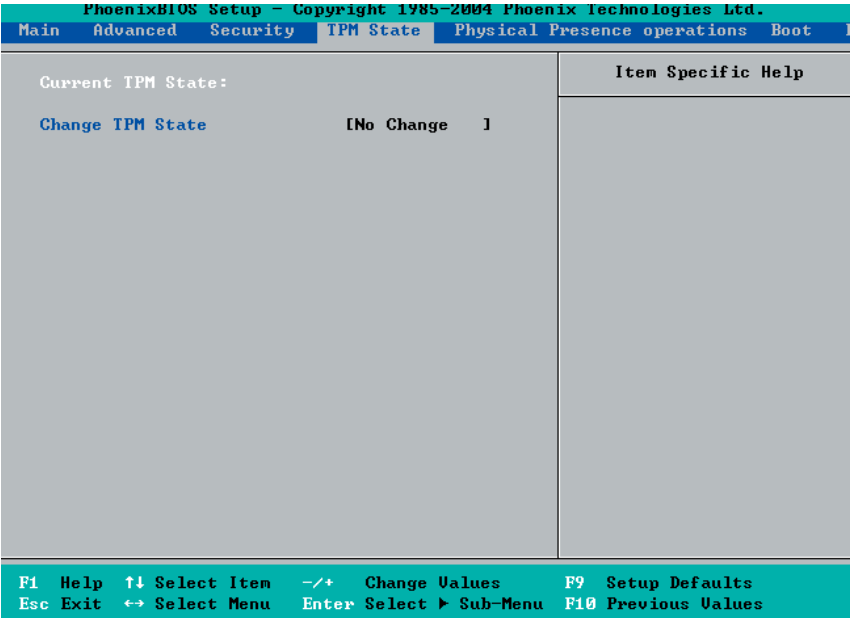 PhoenixBIOS Setup - Copyright 1985-2004 Phoenix Technologies Ltd.
Main Advanced Security TPM State Physical Presence operations Boot
Item Specific Help
Current TPM State:
Change TPM State [No Change ]
F1 Help ↑↓ Select Item -/+ Change Values F9 Setup Defaults
Esc Exit ↔ Select Menu Enter Select ▶ Sub-Menu F10 Previous Values